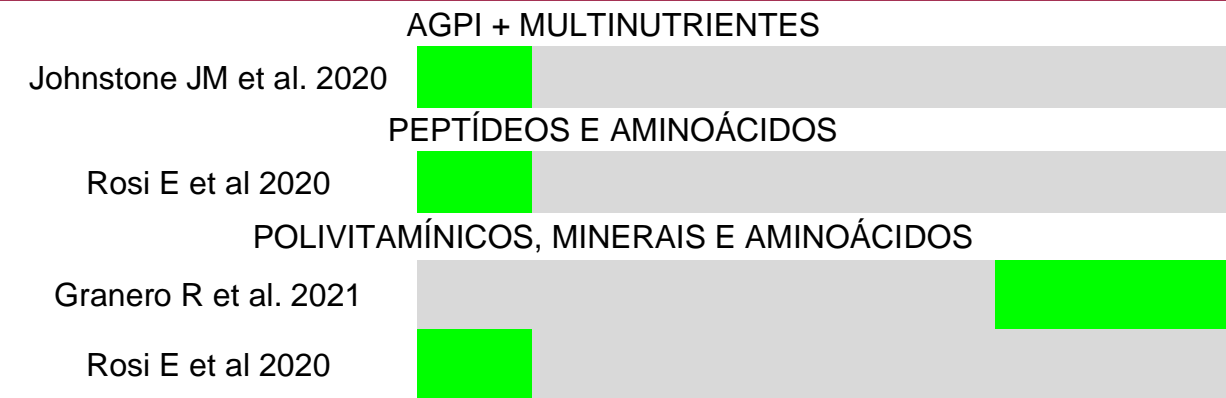 AGPI + MULTINUTRIENTES
Johnstone JM et al. 2020
PEPTÍDEOS E AMINOÁCIDOS
Rosi E et al 2020
POLIVITAMÍNICOS, MINERAIS E AMINOÁCIDOS
Granero R et al. 2021
Rosi E et al 2020